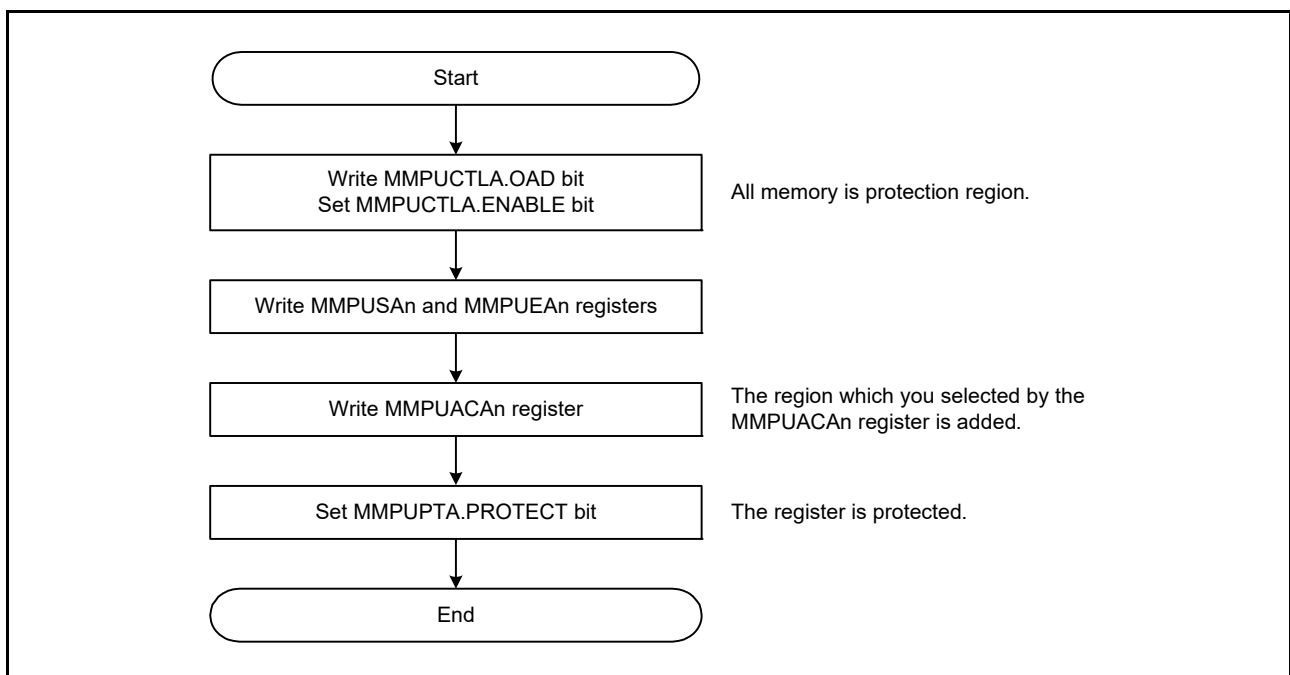 Start
Write MMPUCTLA.OAD bit
Set MMPUCTLA.ENABLE bit
All memory is protection region.
Write MMPUSAn and MMPUEAn registers
Write MMPUACAn register
The region which you selected by the
MMPUACAn register is added.
Set MMPUPTA.PROTECT bit
The register is protected.
End